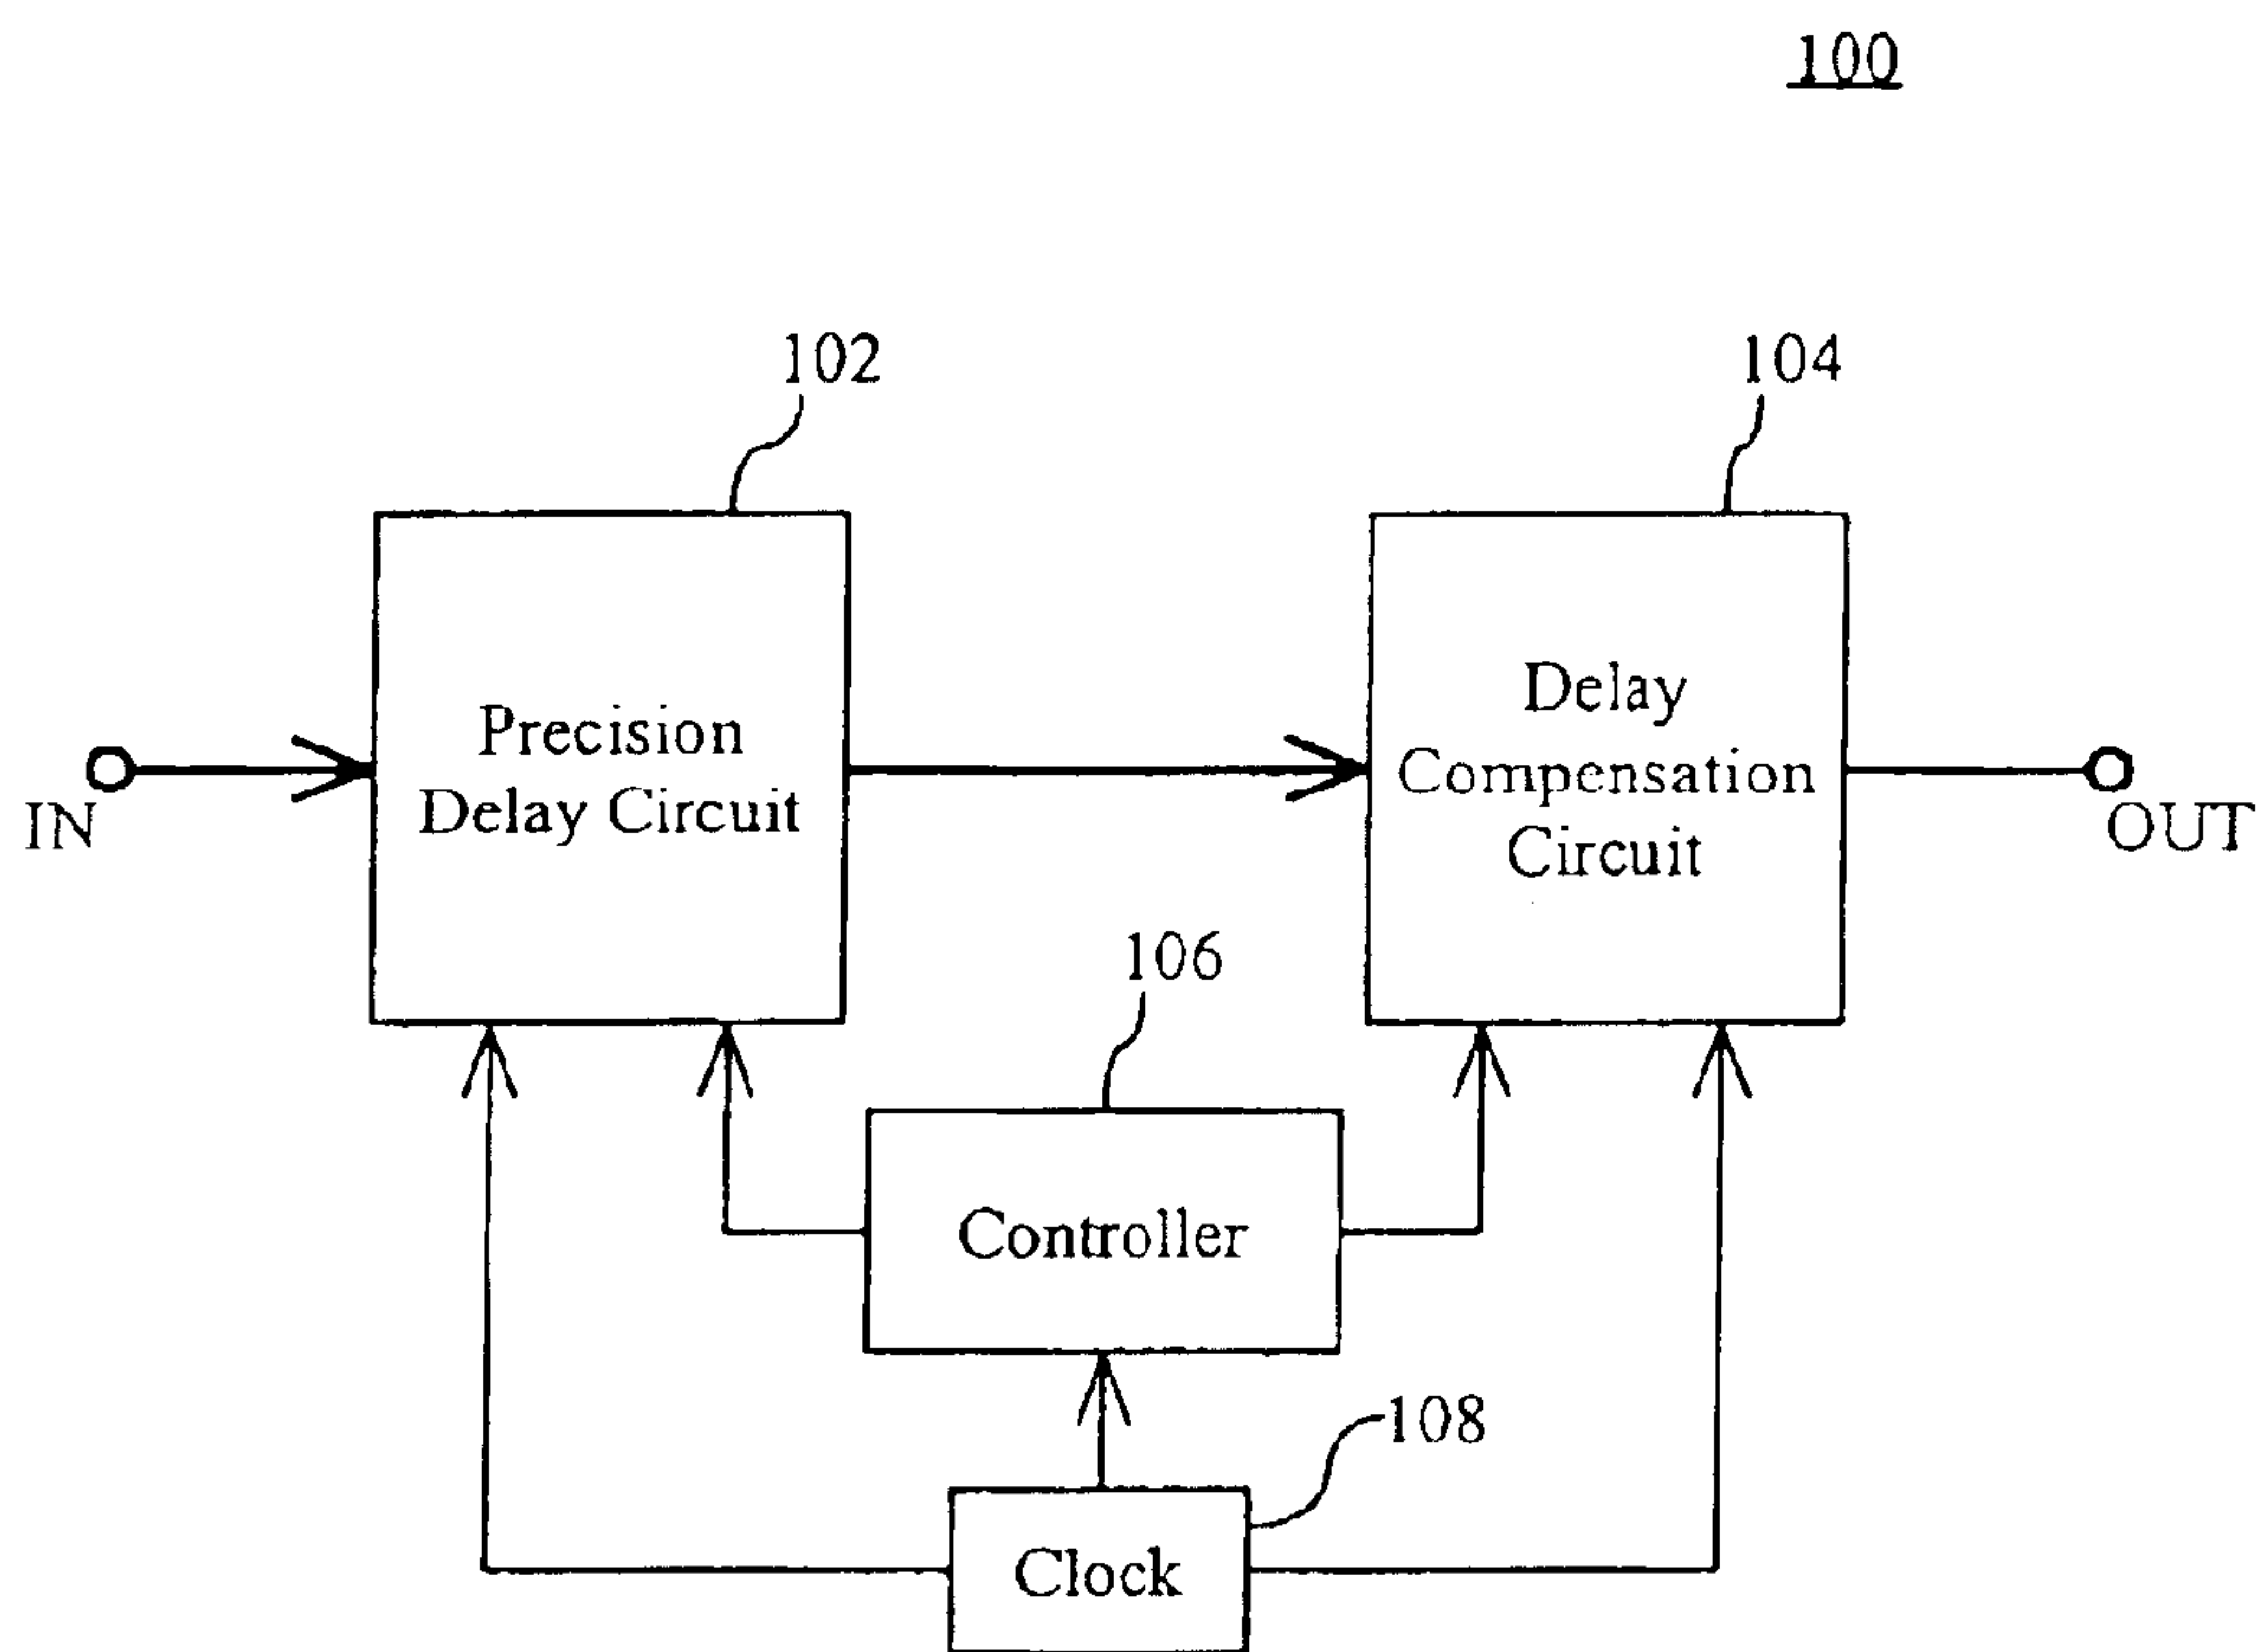 100
102
104
Precision
Delay Circuit
Delay
Compensation
Circuit
IN
OUT
106
Controller
108
Clock